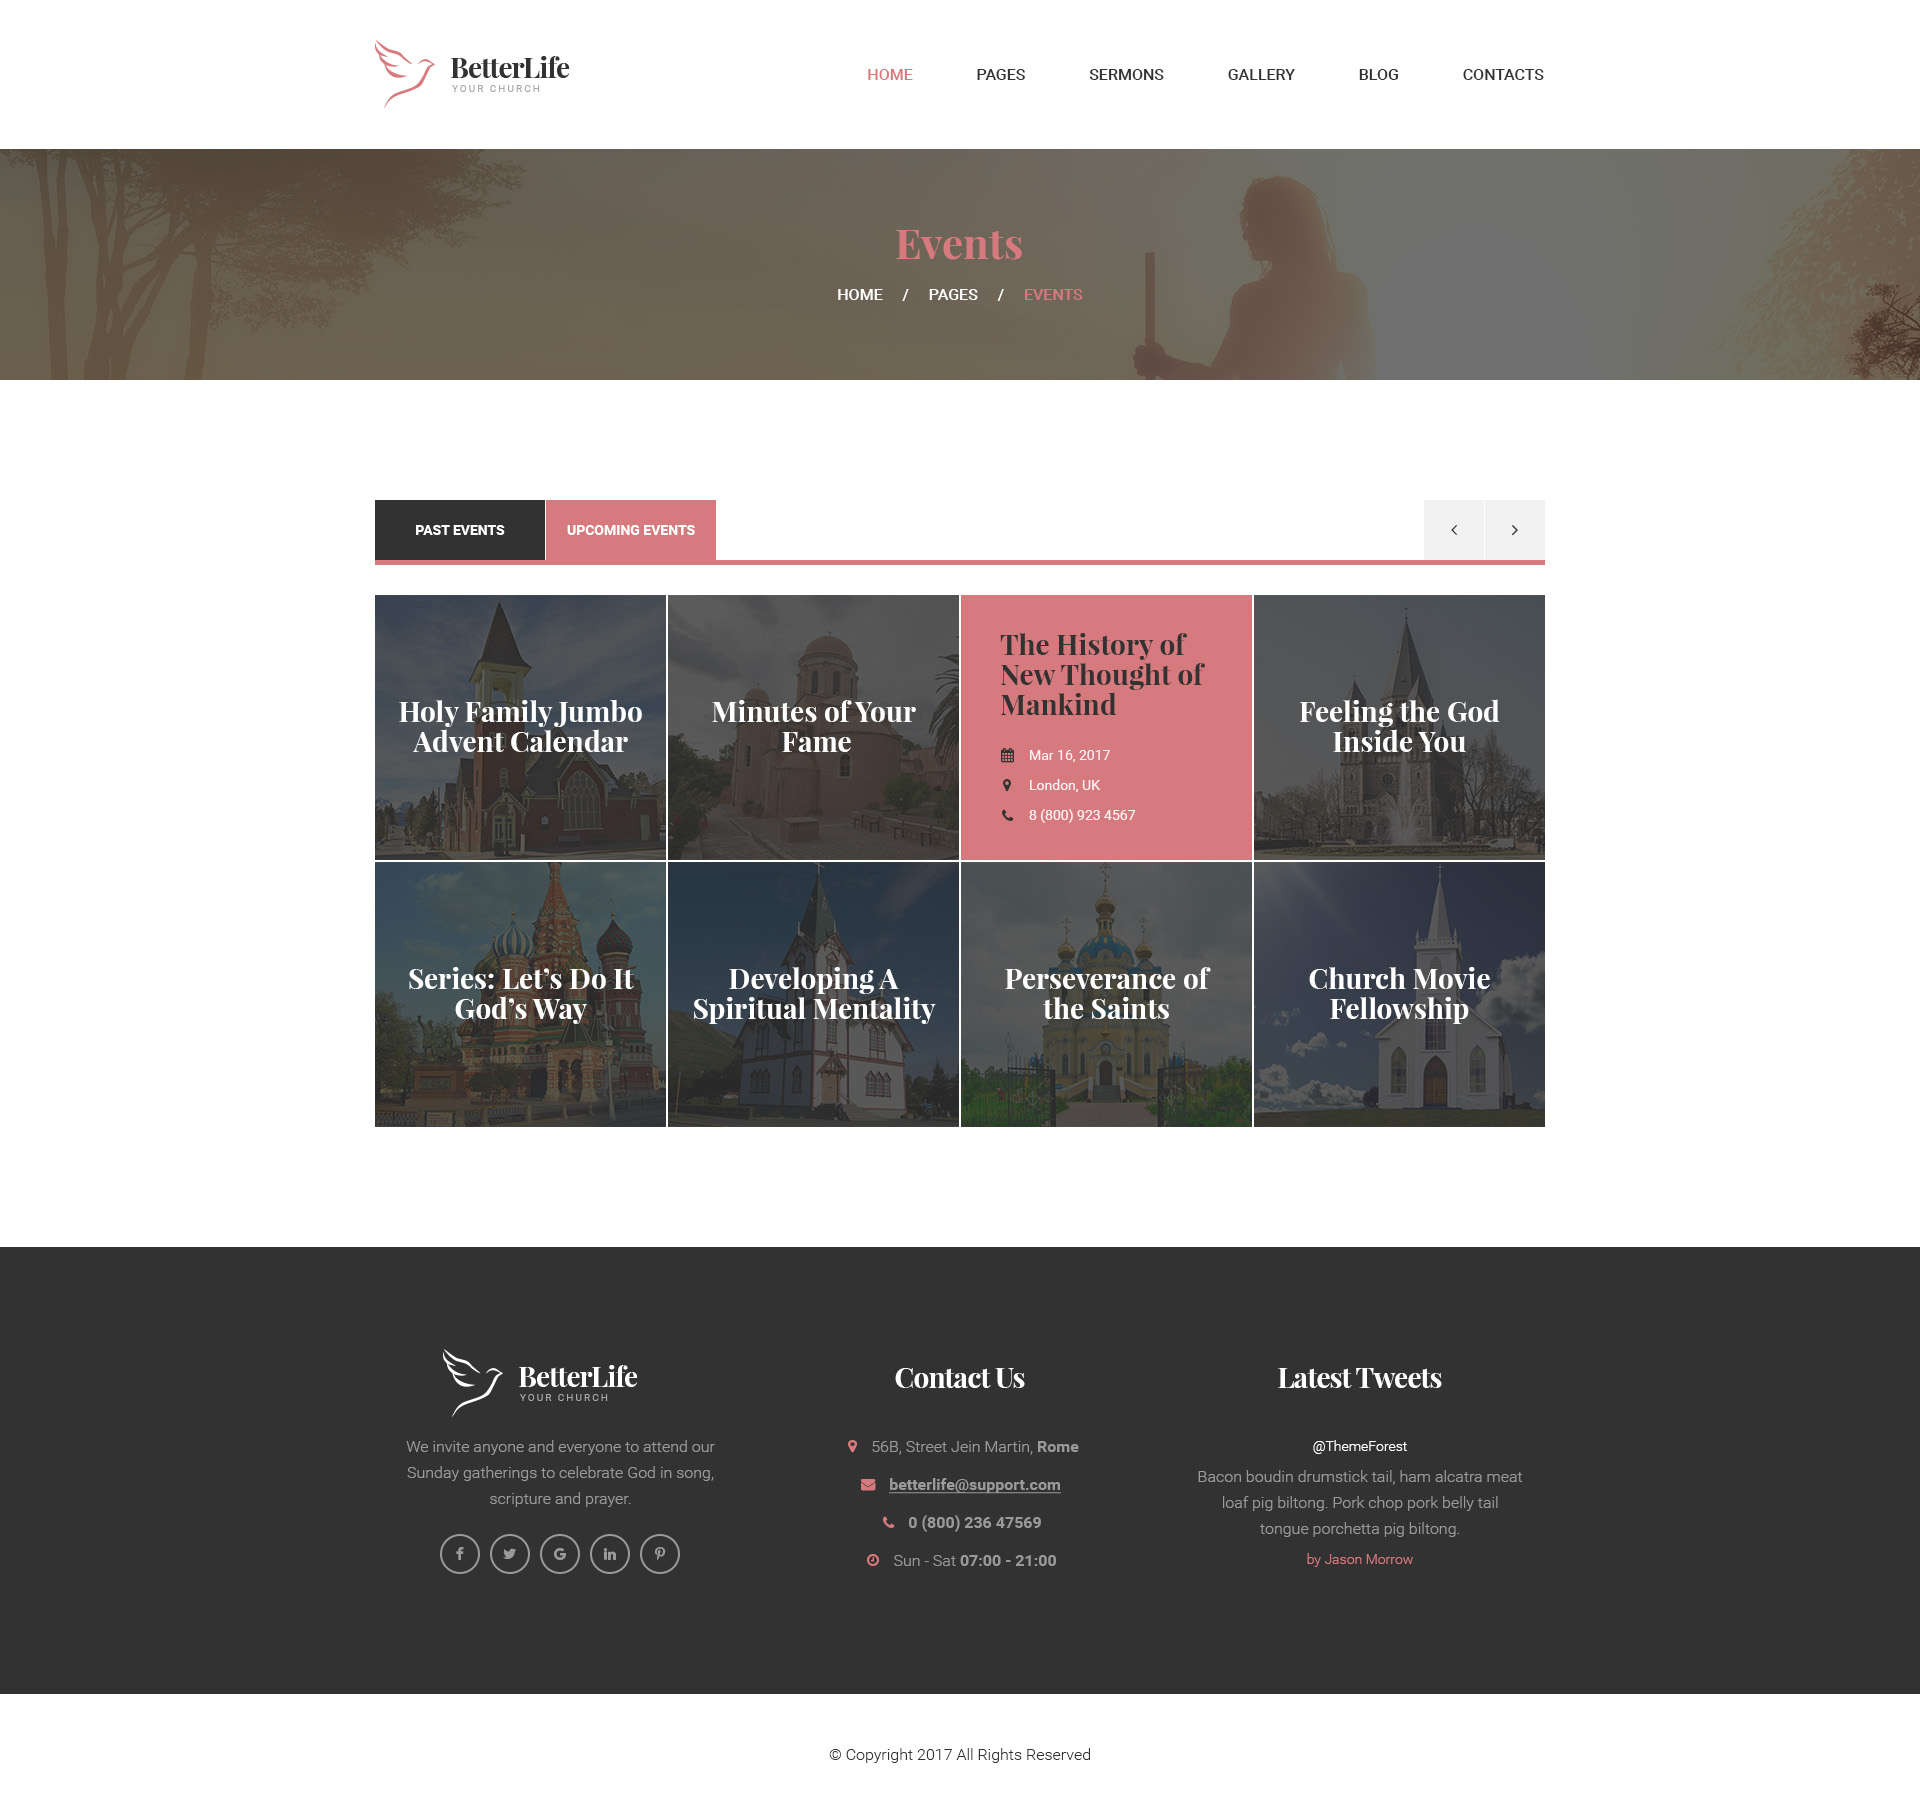 BetterLife
YOUR CHURCH
HOME PAGES SERMONS GALLERY BLOG CONTACTS
Events
HOME / PAGES / EVENTS
PAST EVENTS UPCOMING EVENTS
Holy Family Jumbo
Advent Calendar
Minutes of Your
Fame
The History of
New Thought of
Mankind
Mar 16, 2017
London, UK
8 (800) 923 4567
Feeling the God
Inside You
Series: Let’s Do It
God’s Way
Developing A
Spiritual Mentality
Perseverance of
the Saints
Church Movie
Fellowship
BetterLife
YOUR CHURCH
We invite anyone and everyone to attend our
Sunday gatherings to celebrate God in song,
scripture and prayer.
Contact Us
56B, Street Jein Martin, Rome
betterlife@support.com
0 (800) 236 47569
Sun - Sat 07:00 - 21:00
Latest Tweets
@ThemeForest
Bacon boudin drumstick tail, ham alcatra meat
loaf pig biltong. Pork chop pork belly tail
tongue porchetta pig biltong.
by Jason Morrow
© Copyright 2017 All Rights Reserved